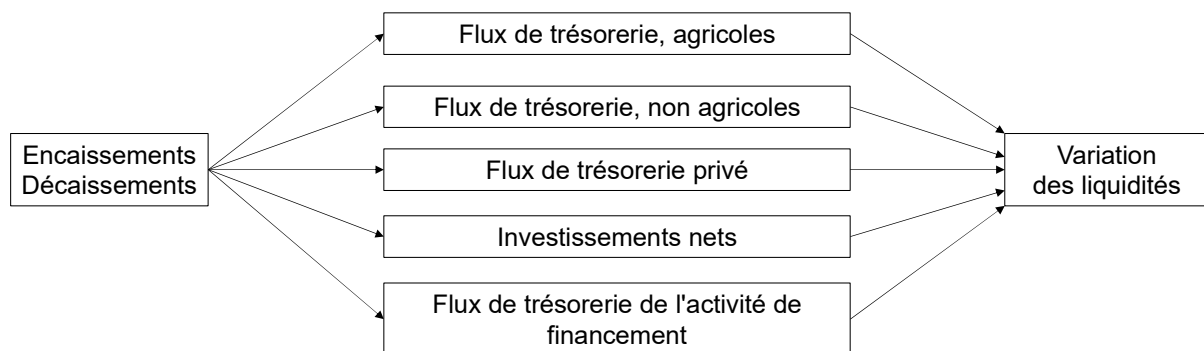 Flux de trésorerie, agricoles
Flux de trésorerie, non agricoles
Encaissements
Décaissements
Flux de trésorerie privé
Variation
des liquidités
Investissements nets
Flux de trésorerie de l'activité de
financement